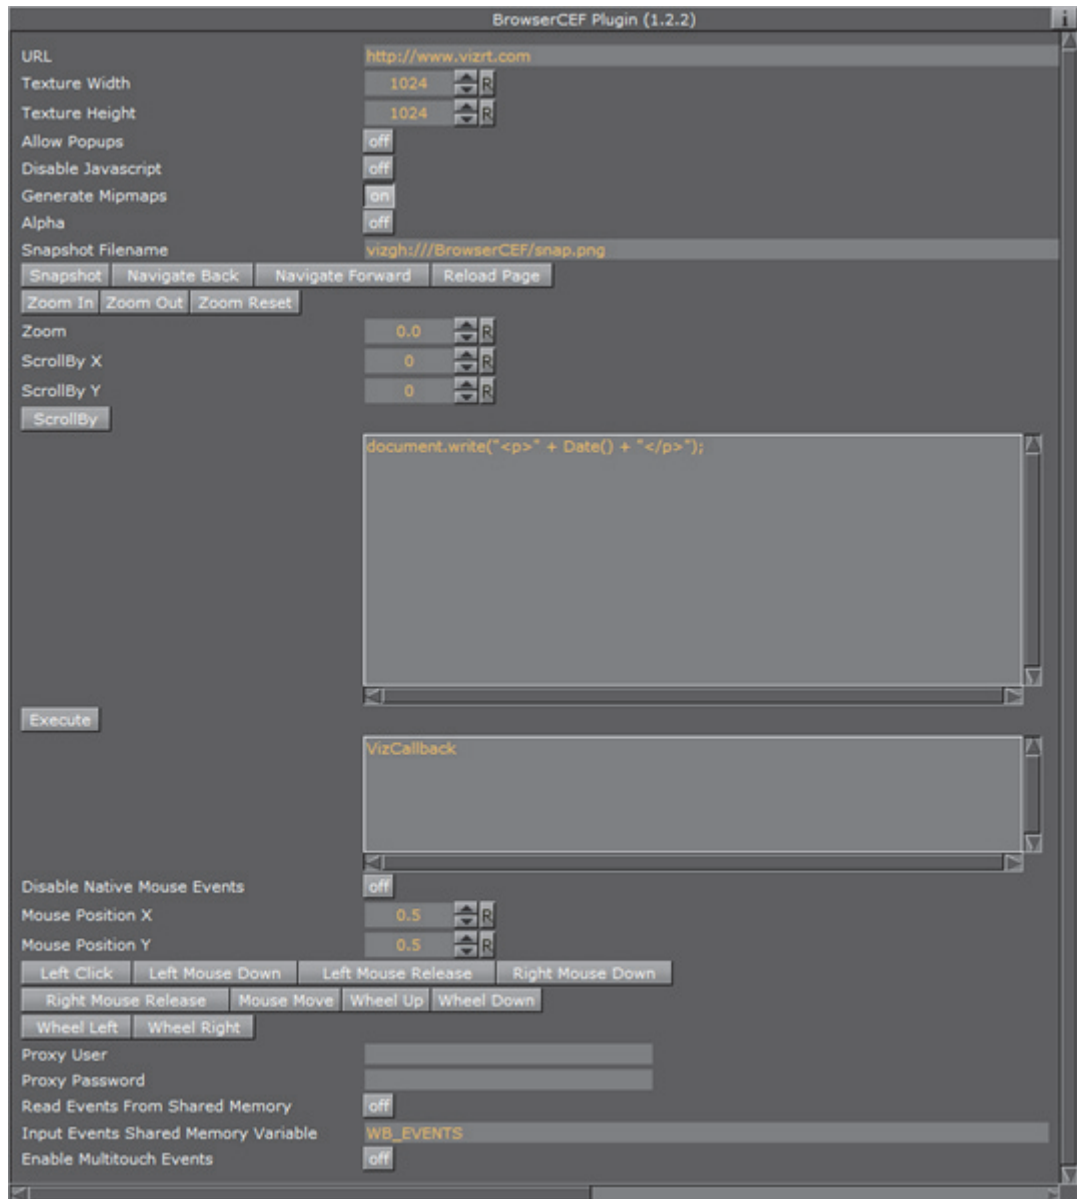 BrowserCEF Plugin (1.2.2) i
URL http://www.vizrt.com
Texture Width 1024 R
Texture Height 1024 R
Allow Popups off
Disable Javascript off
Generate Mipmaps on
Alpha off
Snapshot Filename vizgh:///BrowserCEF/snap.png
Snapshot Navigate Back Navigate Forward Reload Page
Zoom In Zoom Out Zoom Reset
Zoom 0.0 R
ScrollBy X 0 R
ScrollBy Y 0 R
ScrollBy
document.write("<p>" + Date() + "</p>");
Execute
VizCallback
Disable Native Mouse Events off
Mouse Position X 0.5 R
Mouse Position Y 0.5 R
Left Click Left Mouse Down Left Mouse Release Right Mouse Down
Right Mouse Release Mouse Move Wheel Up Wheel Down
Wheel Left Wheel Right
Proxy User
Proxy Password
Read Events From Shared Memory off
Input Events Shared Memory Variable WB_EVENTS
Enable Multitouch Events off